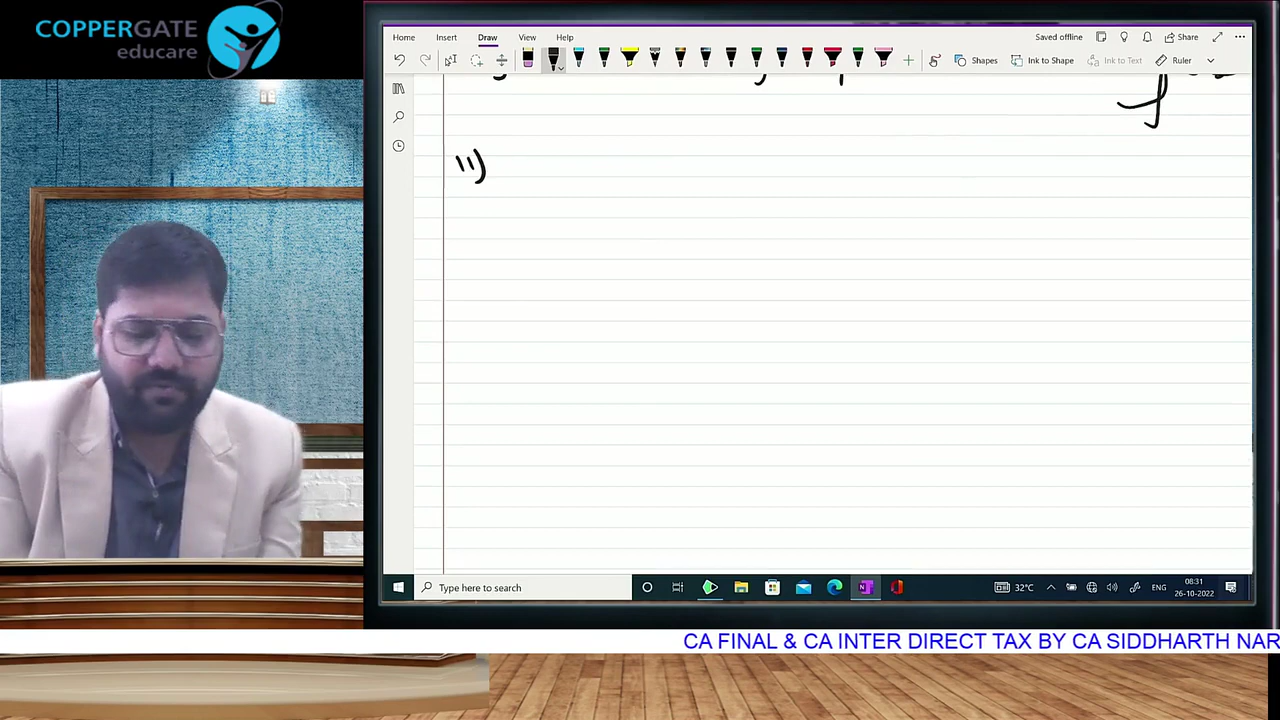 COPPERGATE
educare
Home Insert Draw View Help
Saved offline Share
Shapes Ink to Shape Ink to Text Ruler
Type here to search
32°C ENG 08:31
26-10-2022
CA FINAL & CA INTER DIRECT TAX BY CA SIDDHARTH NAR